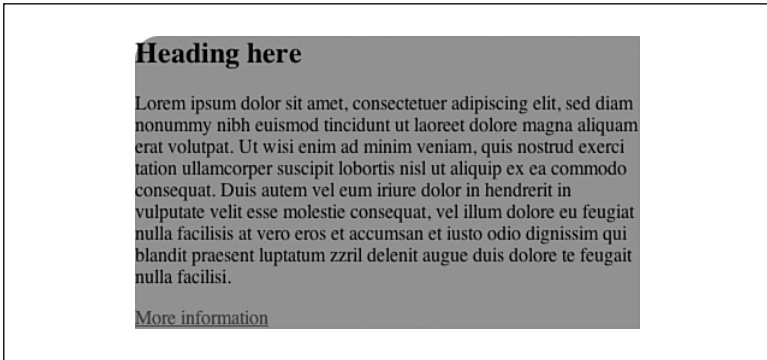 Heading here
Lorem ipsum dolor sit amet, consectetuer adipiscing elit, sed diam
nonummy nibh euismod tincidunt ut laoreet dolore magna aliquam
erat volutpat. Ut wisi enim ad minim veniam, quis nostrud exerci
tation ullamcorper suscipit lobortis nisl ut aliquip ex ea commodo
consequat. Duis autem vel eum iriure dolor in hendrerit in
vulputate velit esse molestie consequat, vel illum dolore eu feugiat
nulla facilisis at vero eros et accumsan et iusto odio dignissim qui
blandit praesent luptatum zzril delenit augue duis dolore te feugait
nulla facilisi.
More information